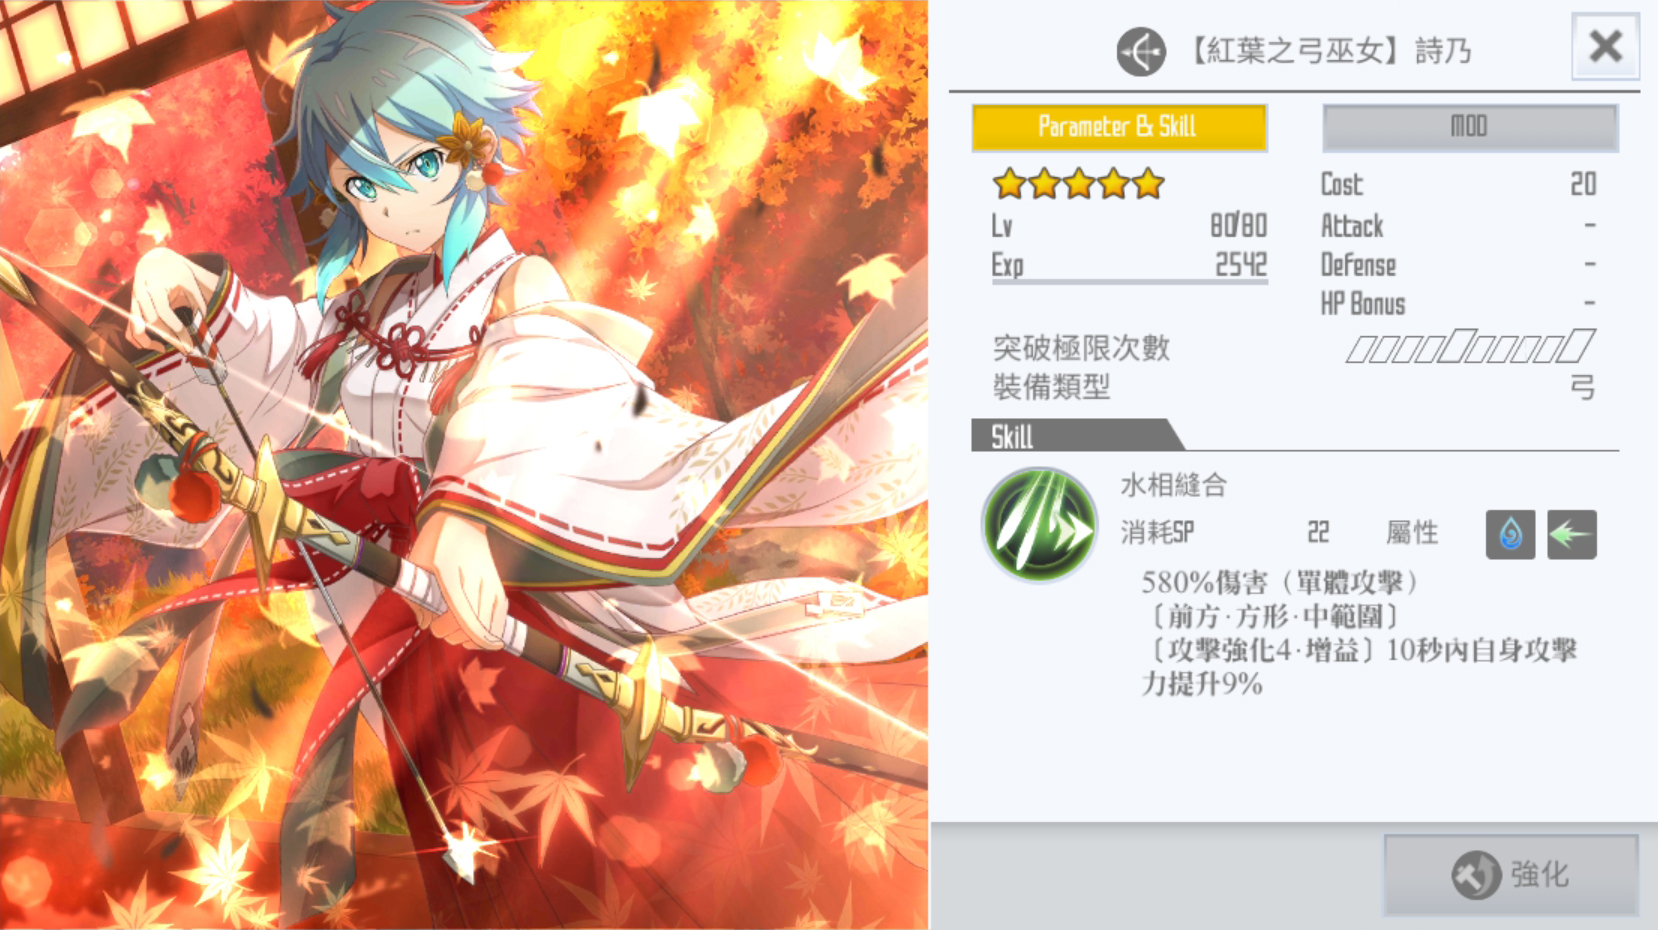 【紅葉之弓巫女】詩乃
Parameter & Skill
MOD
Lv 80/80
Exp 2542
Cost 20
Attack -
Defense -
HP Bonus -
突破極限次數
裝備類型 弓
Skill
水相縫合
消耗SP 22 屬性
580%傷害（單體攻擊）
〔前方·方形·中範圍〕
〔攻擊強化4·增益〕10秒內自身攻擊
力提升9%
強化